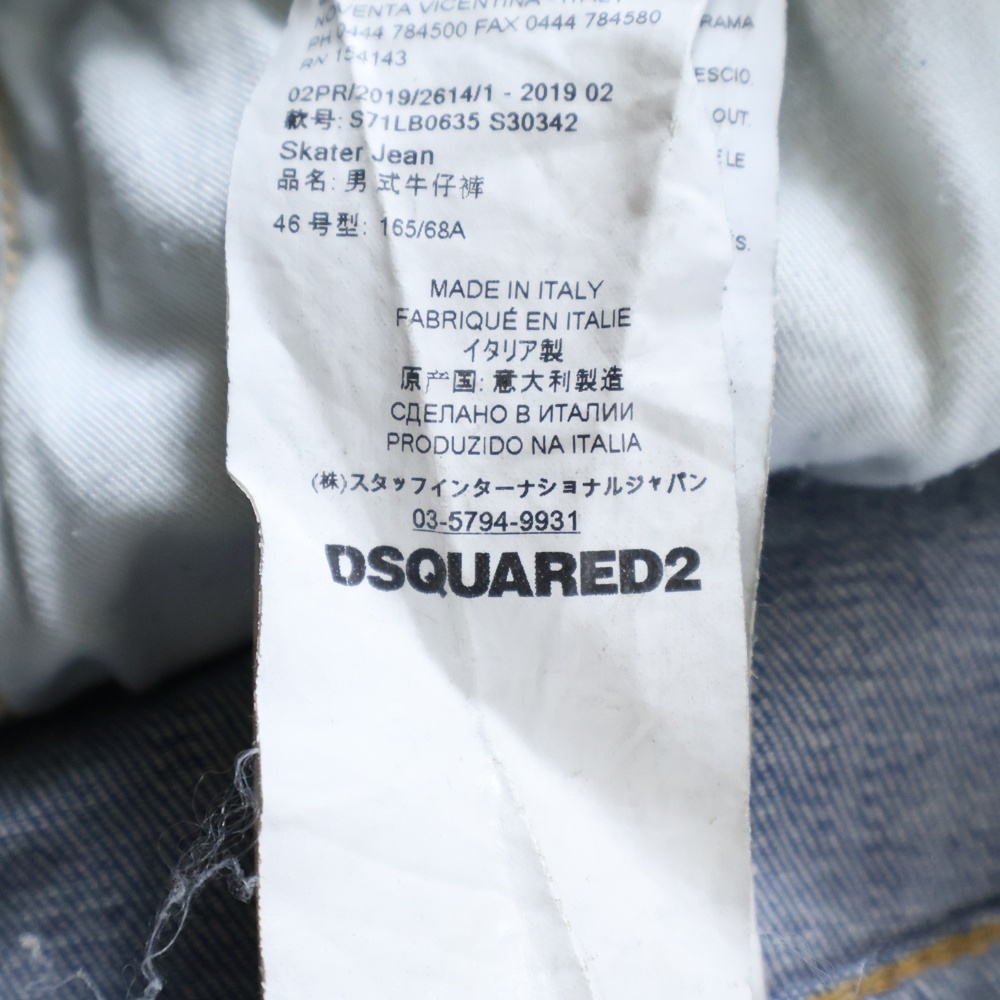 NOVENTA VICENTINA - ITALY
PH 0444 784500 FAX 0444 784580
RN 154143
02PR/2019/2614/1 - 2019 02
款号: S71LB0635 S30342
Skater Jean
品名: 男式牛仔裤
46 号型: 165/68A
MADE IN ITALY
FABRIQUÉ EN ITALIE
イタリア製
原产国: 意大利製造
СДЕЛАНО В ИТАЛИИ
PRODUZIDO NA ITALIA
(株)スタッフインターナショナルジャパン
03-5794-9931
DSQUARED2
OUT.